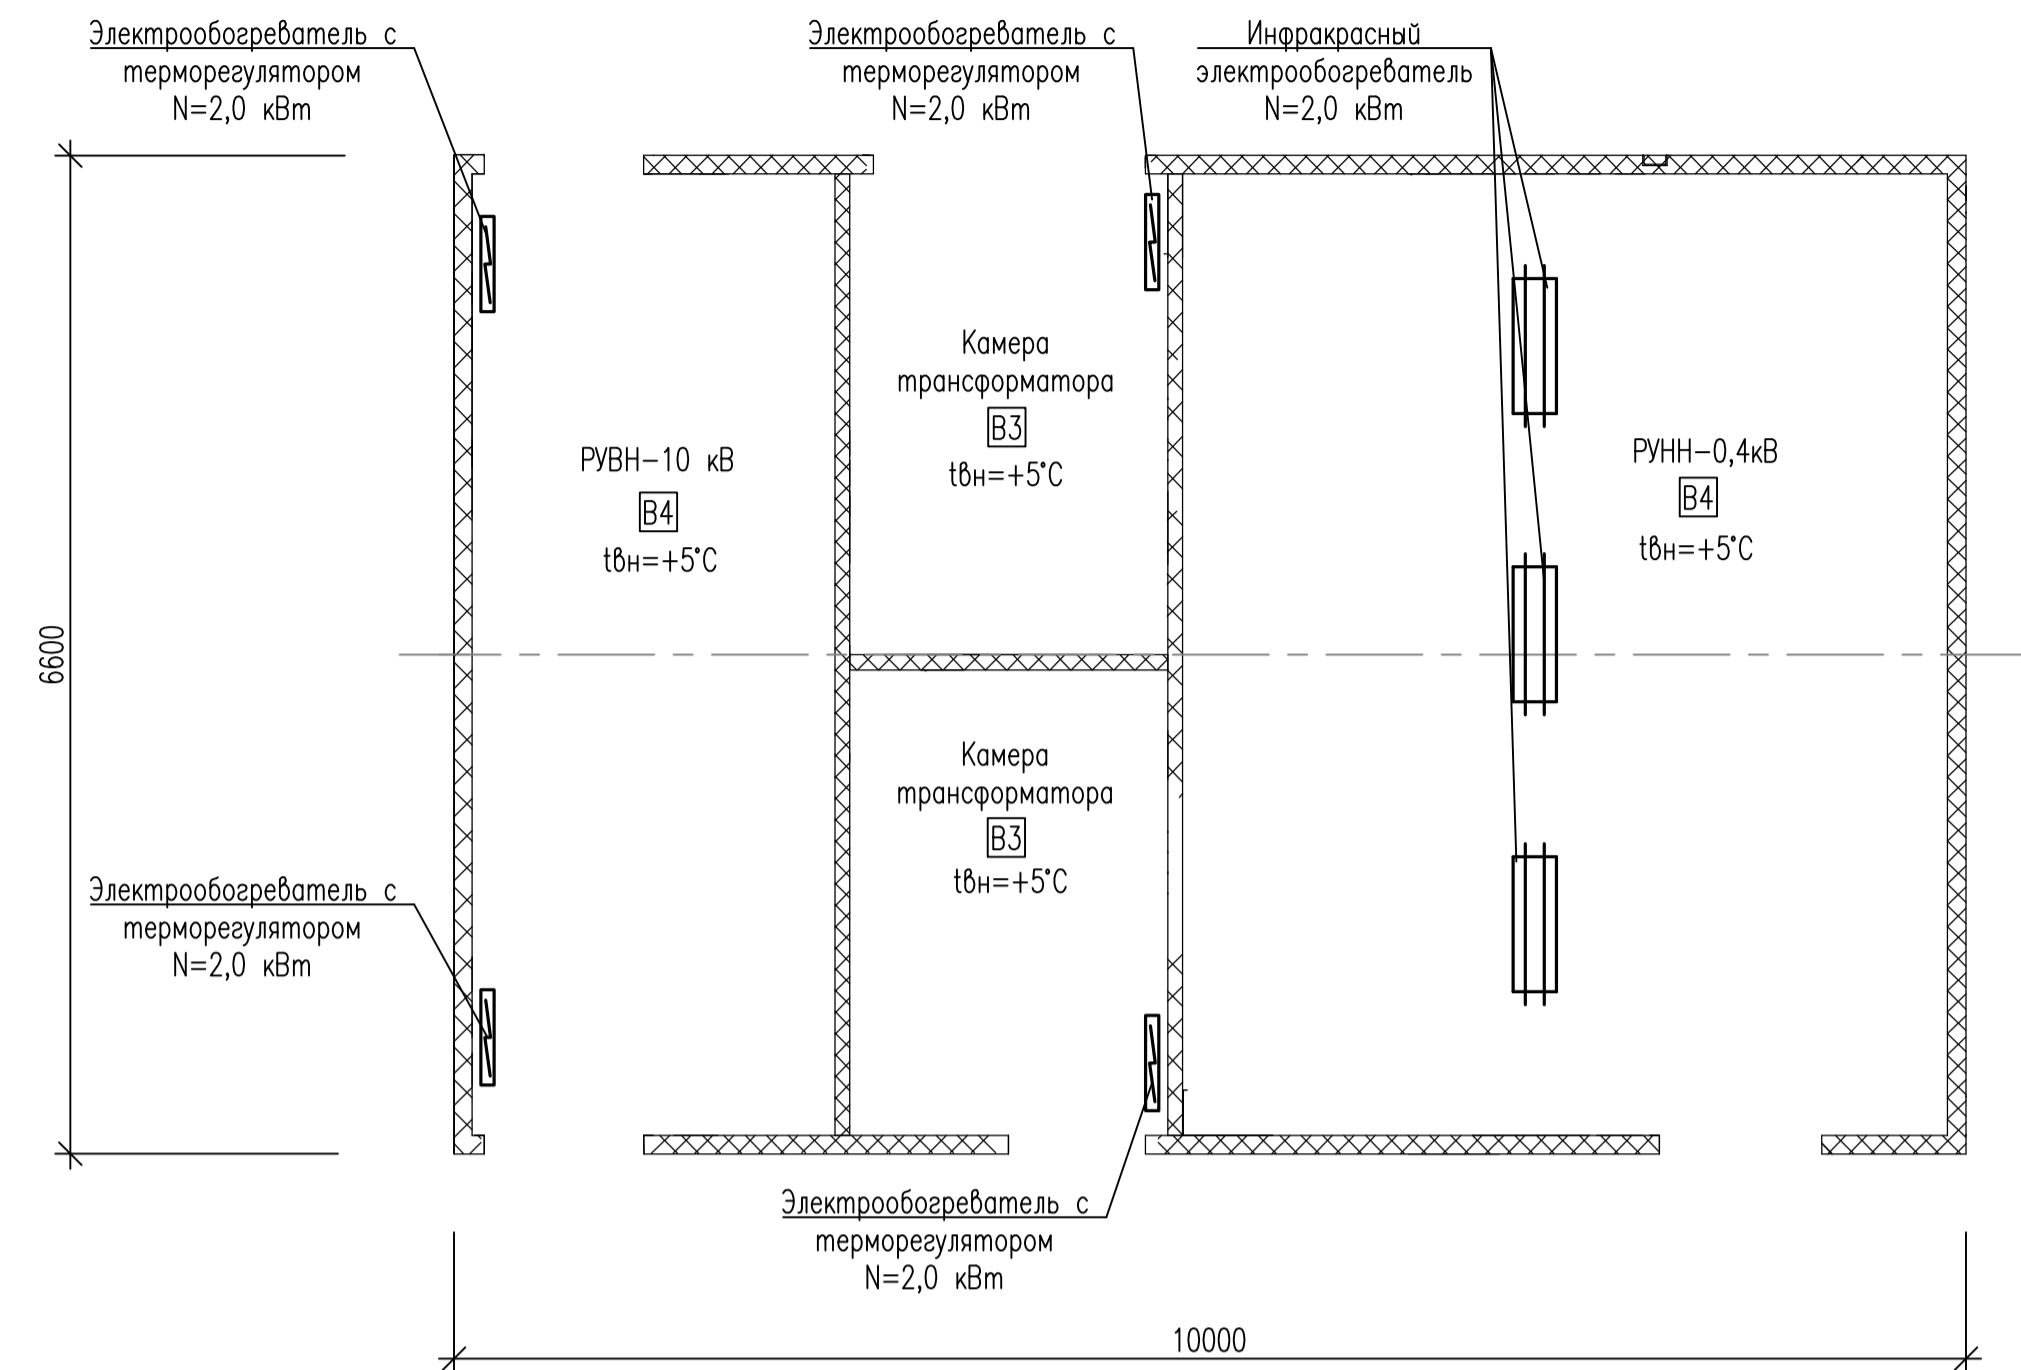 Электрообогреватель с
терморегулятором
N=2,0 кВт
Электрообогреватель с
терморегулятором
N=2,0 кВт
Инфракрасный
электрообогреватель
N=2,0 кВт
Камера
трансформатора
В3
tвн=+5°С
РУВН-10 кВ
В4
tвн=+5°С
РУНН-0,4кВ
В4
tвн=+5°С
6600
Камера
трансформатора
В3
tвн=+5°С
Электрообогреватель с
терморегулятором
N=2,0 кВт
Электрообогреватель с
терморегулятором
N=2,0 кВт
10000